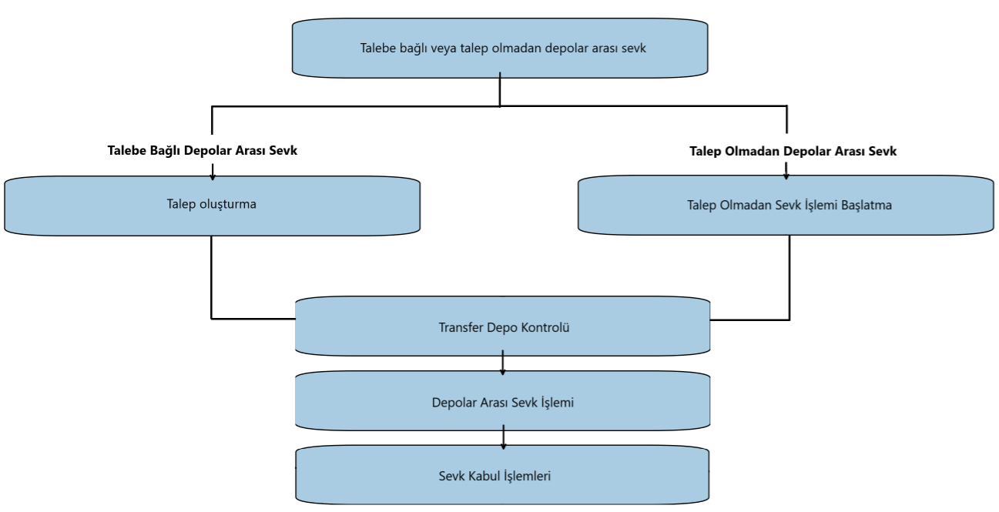 Talebe bağlı veya talep olmadan depolar arası sevk
Talebe Bağlı Depolar Arası Sevk
Talep Olmadan Depolar Arası Sevk
Talep oluşturma
Talep Olmadan Sevk İşlemi Başlatma
Transfer Depo Kontrolü
Depolar Arası Sevk İşlemi
Sevk Kabul İşlemleri